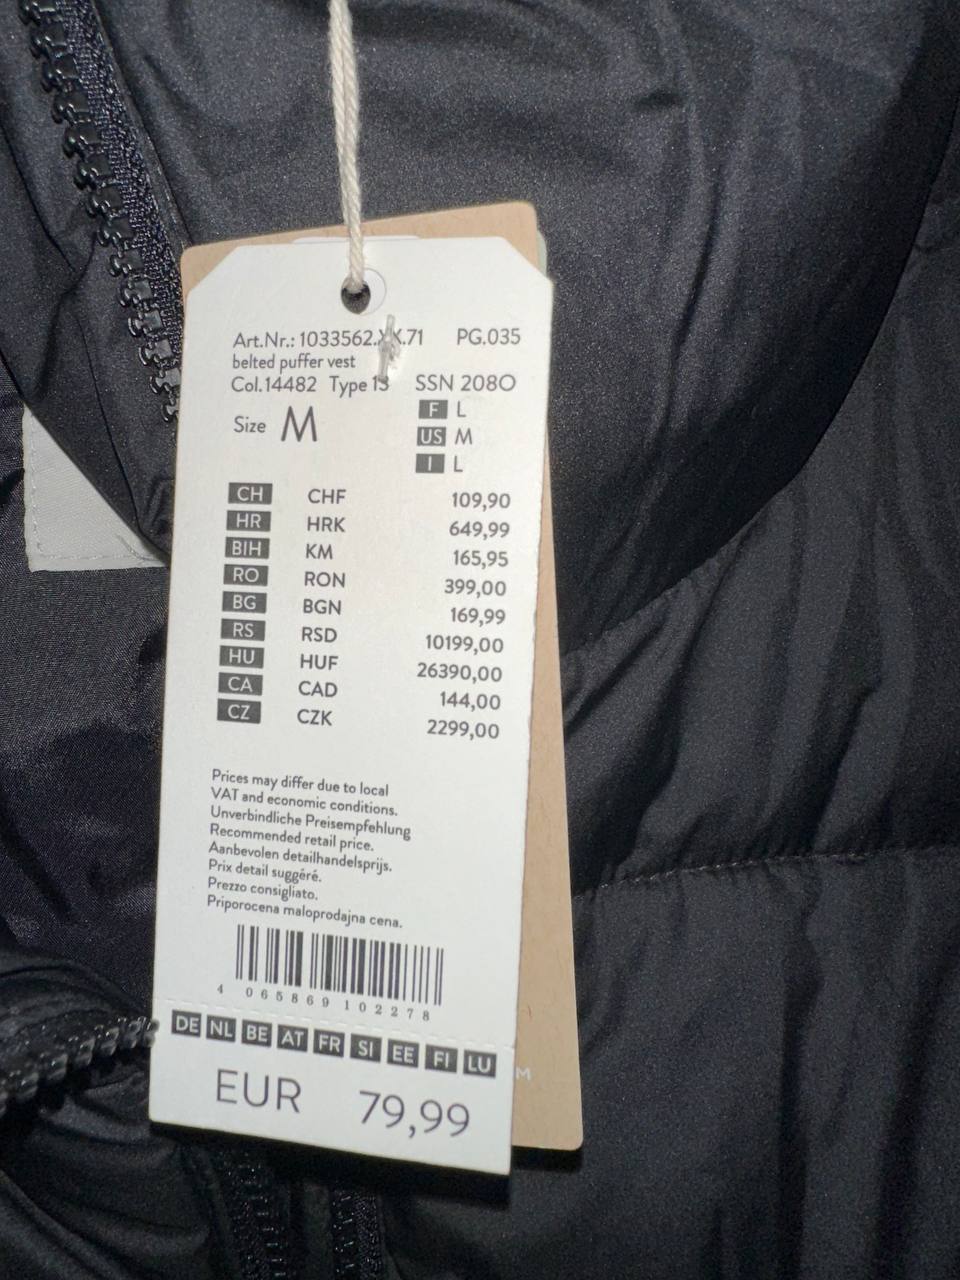 Art.Nr.: 1033562.XX.71 PG.035
belted puffer vest
Col.14482 Type 13 SSN 208O
Size M
F L
US M
I L
CH CHF 109,90
HR HRK 649,99
BIH KM 165,95
RO RON 399,00
BG BGN 169,99
RS RSD 10199,00
HU HUF 26390,00
CA CAD 144,00
CZ CZK 2299,00
Prices may differ due to local
VAT and economic conditions.
Unverbindliche Preisempfehlung
Recommended retail price.
Aanbevolen detailhandelsprijs.
Prix detail suggéré.
Prezzo consigliato.
Priporocena maloprodajna cena.
4 065869 102278
DE NL BE AT FR SI EE FI LU
EUR 79,99
M